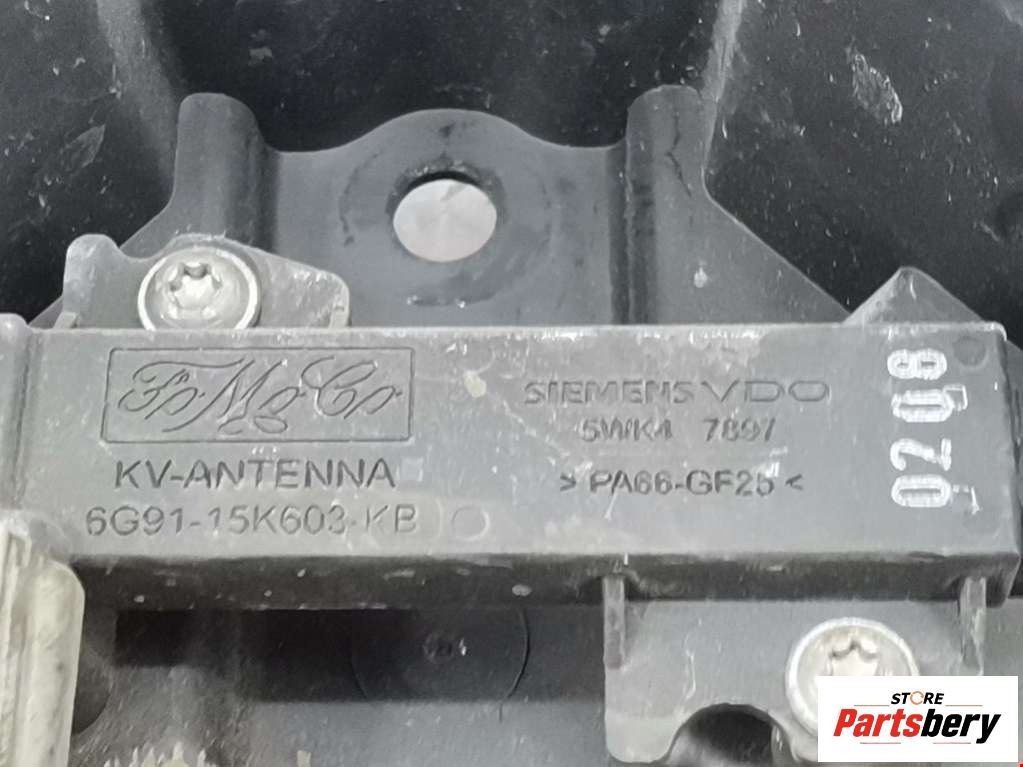 FoMoCo
KV-ANTENNA
6G91-15K603-KB
SIEMENS VDO
5WK4 7897
> PA66-GF25 <
0208
STORE
Partsbery